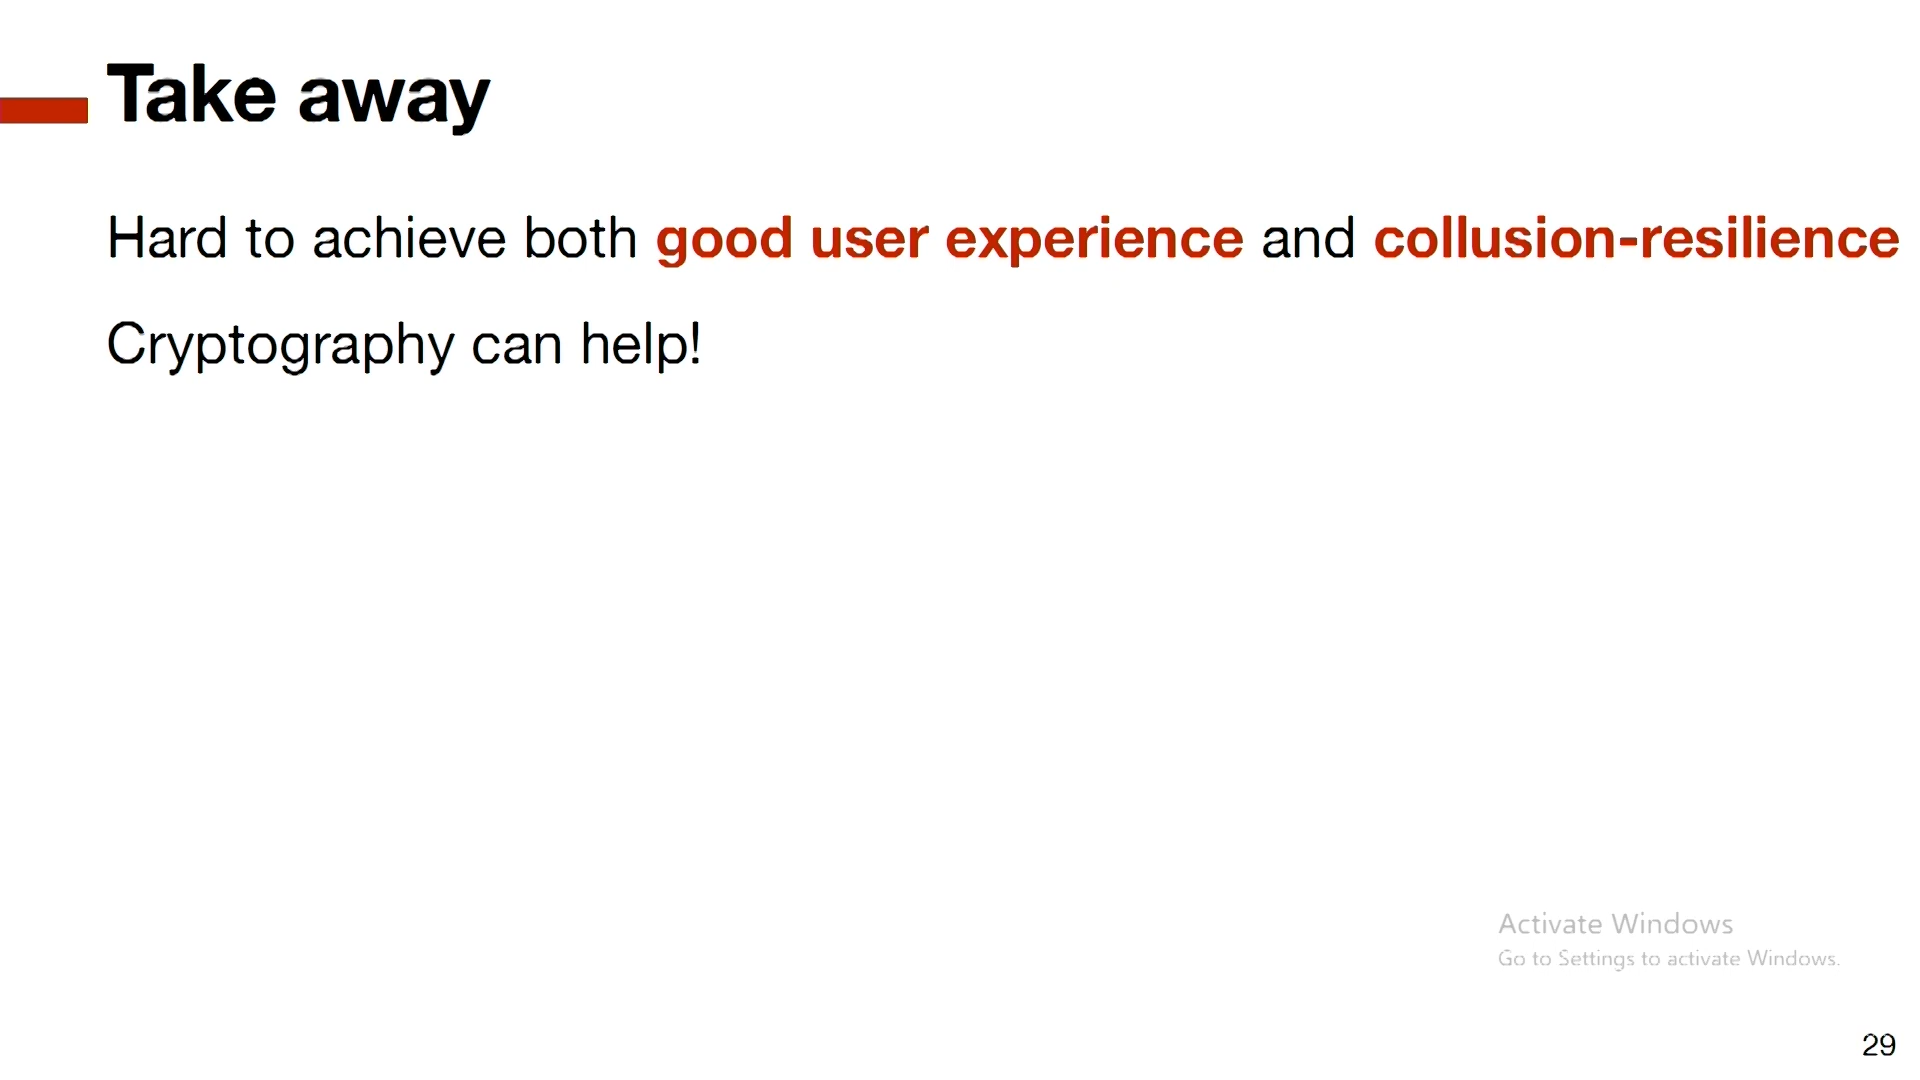 Take away
Hard to achieve both good user experience and collusion-resilience
Cryptography can help!
Activate Windows
Go to Settings to activate Windows.
29